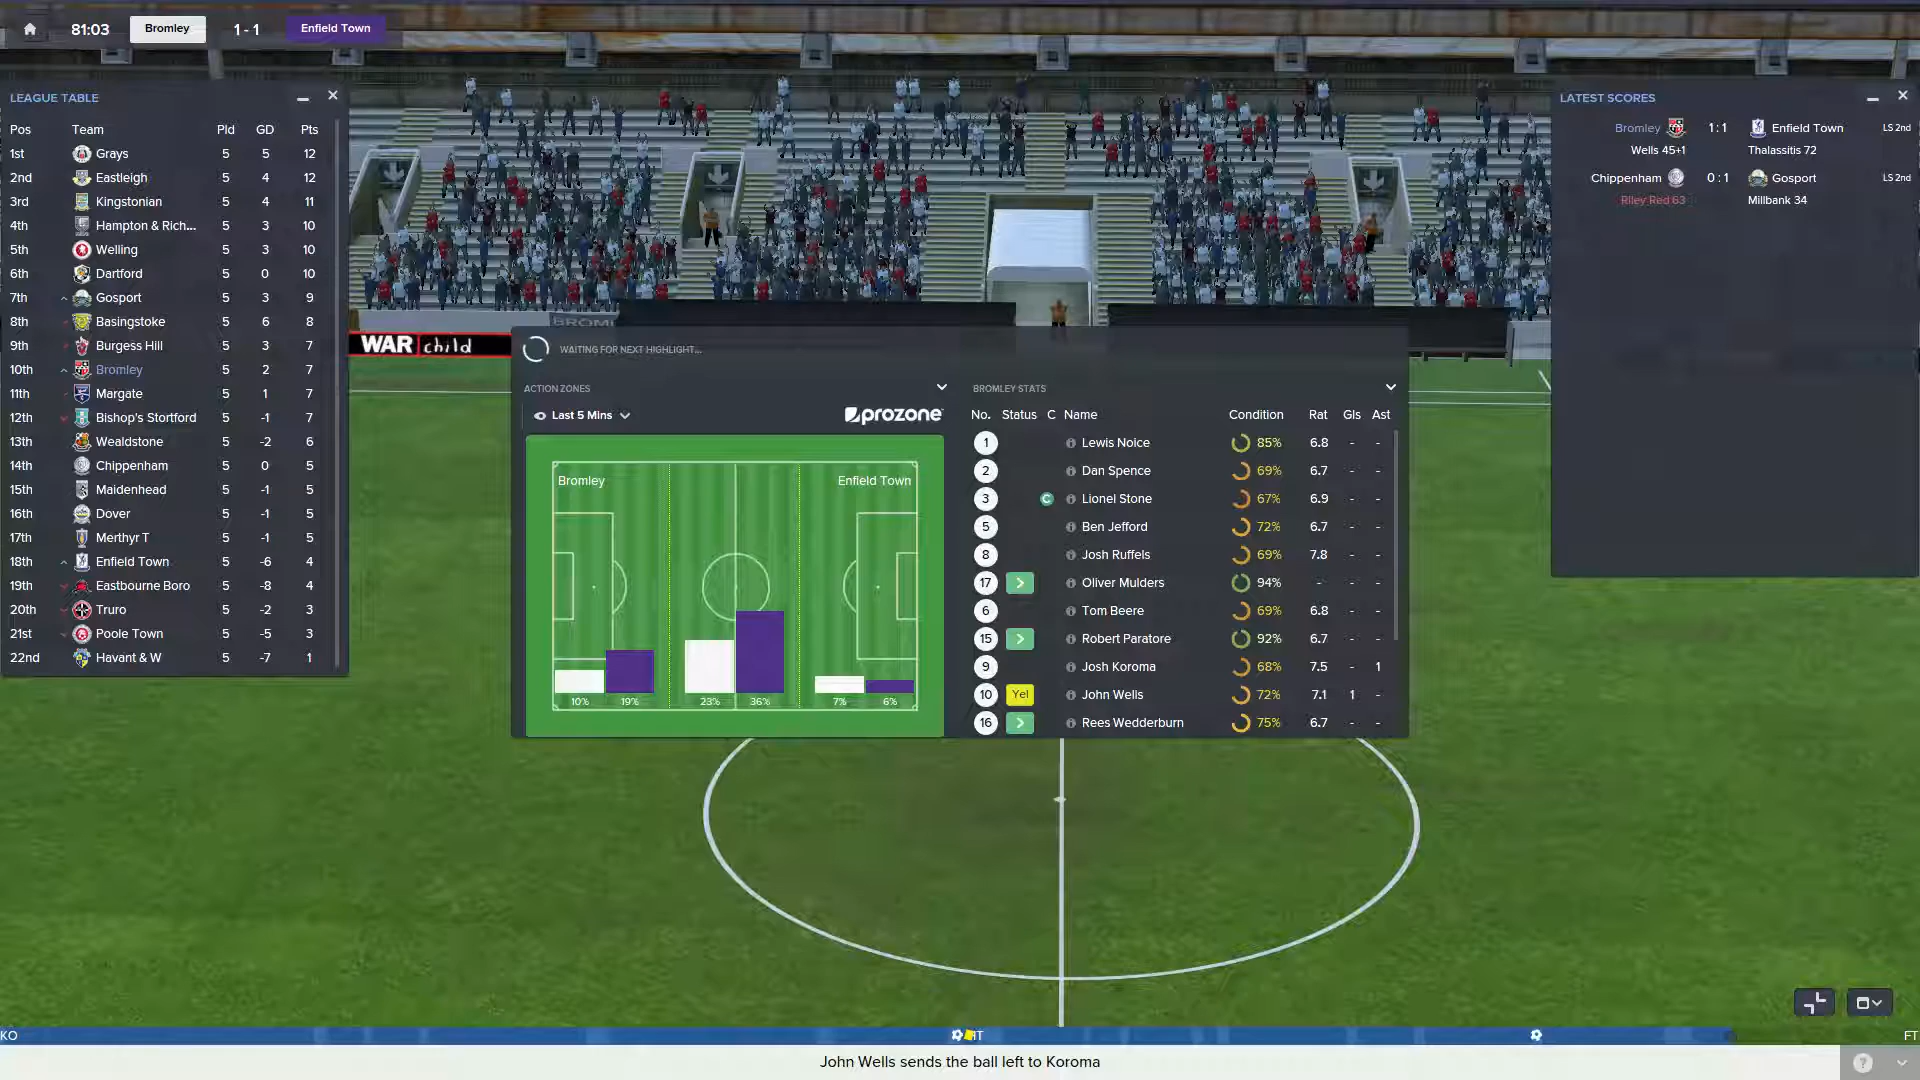 81:03 Bromley 1 - 1 Enfield Town
LEAGUE TABLE
Pos Team Pld GD Pts
1st Grays 5 5 12
2nd Eastleigh 5 4 12
3rd Kingstonian 5 4 11
4th Hampton & Rich... 5 3 10
5th Welling 5 3 10
6th Dartford 5 0 10
7th Gosport 5 3 9
8th Basingstoke 5 6 8
9th Burgess Hill 5 3 7
10th Bromley 5 2 7
11th Margate 5 1 7
12th Bishop's Stortford 5 -1 7
13th Wealdstone 5 -2 6
14th Chippenham 5 0 5
15th Maidenhead 5 -1 5
16th Dover 5 -1 5
17th Merthyr T 5 -1 5
18th Enfield Town 5 -6 4
19th Eastbourne Boro 5 -8 4
20th Truro 5 -2 3
21st Poole Town 5 -5 3
22nd Havant & W 5 -7 1
LATEST SCORES
Bromley 1 : 1 Enfield Town LS 2nd
Wells 45+1 Thalassitis 72
Chippenham 0 : 1 Gosport LS 2nd
Riley Red 63 Millbank 34
BROMI
WAR child
WAITING FOR NEXT HIGHLIGHT...
ACTION ZONES
Last 5 Mins prozone
Bromley Enfield Town
10% 19% 23% 36% 7% 6%
BROMLEY STATS
No. Status C Name Condition Rat Gls Ast
1 Lewis Noice 85% 6.8 - -
2 Dan Spence 69% 6.7 - -
3 C Lionel Stone 67% 6.9 - -
5 Ben Jefford 72% 6.7 - -
8 Josh Ruffels 69% 7.8 - -
17 Oliver Mulders 94% - - -
6 Tom Beere 69% 6.8 - -
15 Robert Paratore 92% 6.7 - -
9 Josh Koroma 68% 7.5 - 1
10 Yel John Wells 72% 7.1 1 -
16 Rees Wedderburn 75% 6.7 - -
KO HT FT
John Wells sends the ball left to Koroma
?